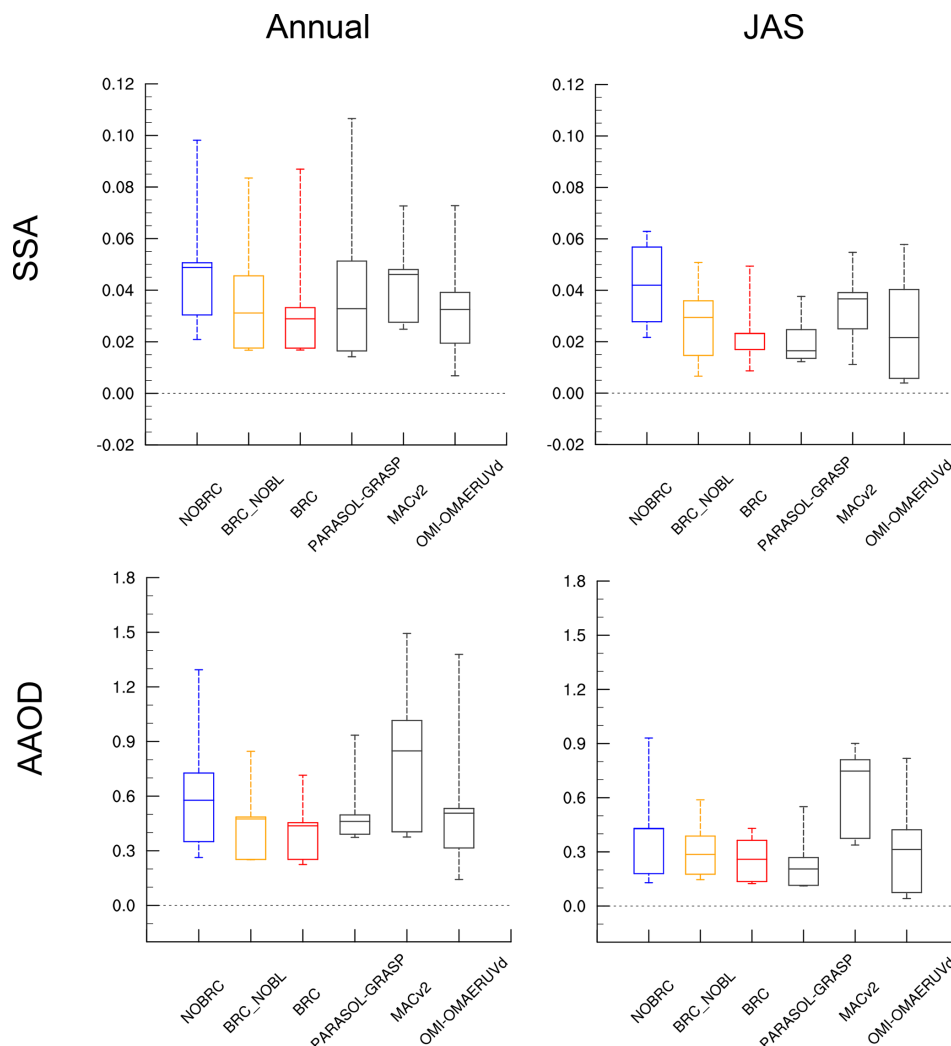 Annual
JAS
SSA
0.12
0.10
0.08
0.06
0.04
0.02
0.00
-0.02
NOBRC
BRC_NOBL
BRC
PARASOL-GRASP
MACv2
OMI-OMAERUVd
0.12
0.10
0.08
0.06
0.04
0.02
0.00
-0.02
NOBRC
BRC_NOBL
BRC
PARASOL-GRASP
MACv2
OMI-OMAERUVd
AAOD
1.8
1.5
1.2
0.9
0.6
0.3
0.0
NOBRC
BRC_NOBL
BRC
PARASOL-GRASP
MACv2
OMI-OMAERUVd
1.8
1.5
1.2
0.9
0.6
0.3
0.0
NOBRC
BRC_NOBL
BRC
PARASOL-GRASP
MACv2
OMI-OMAERUVd